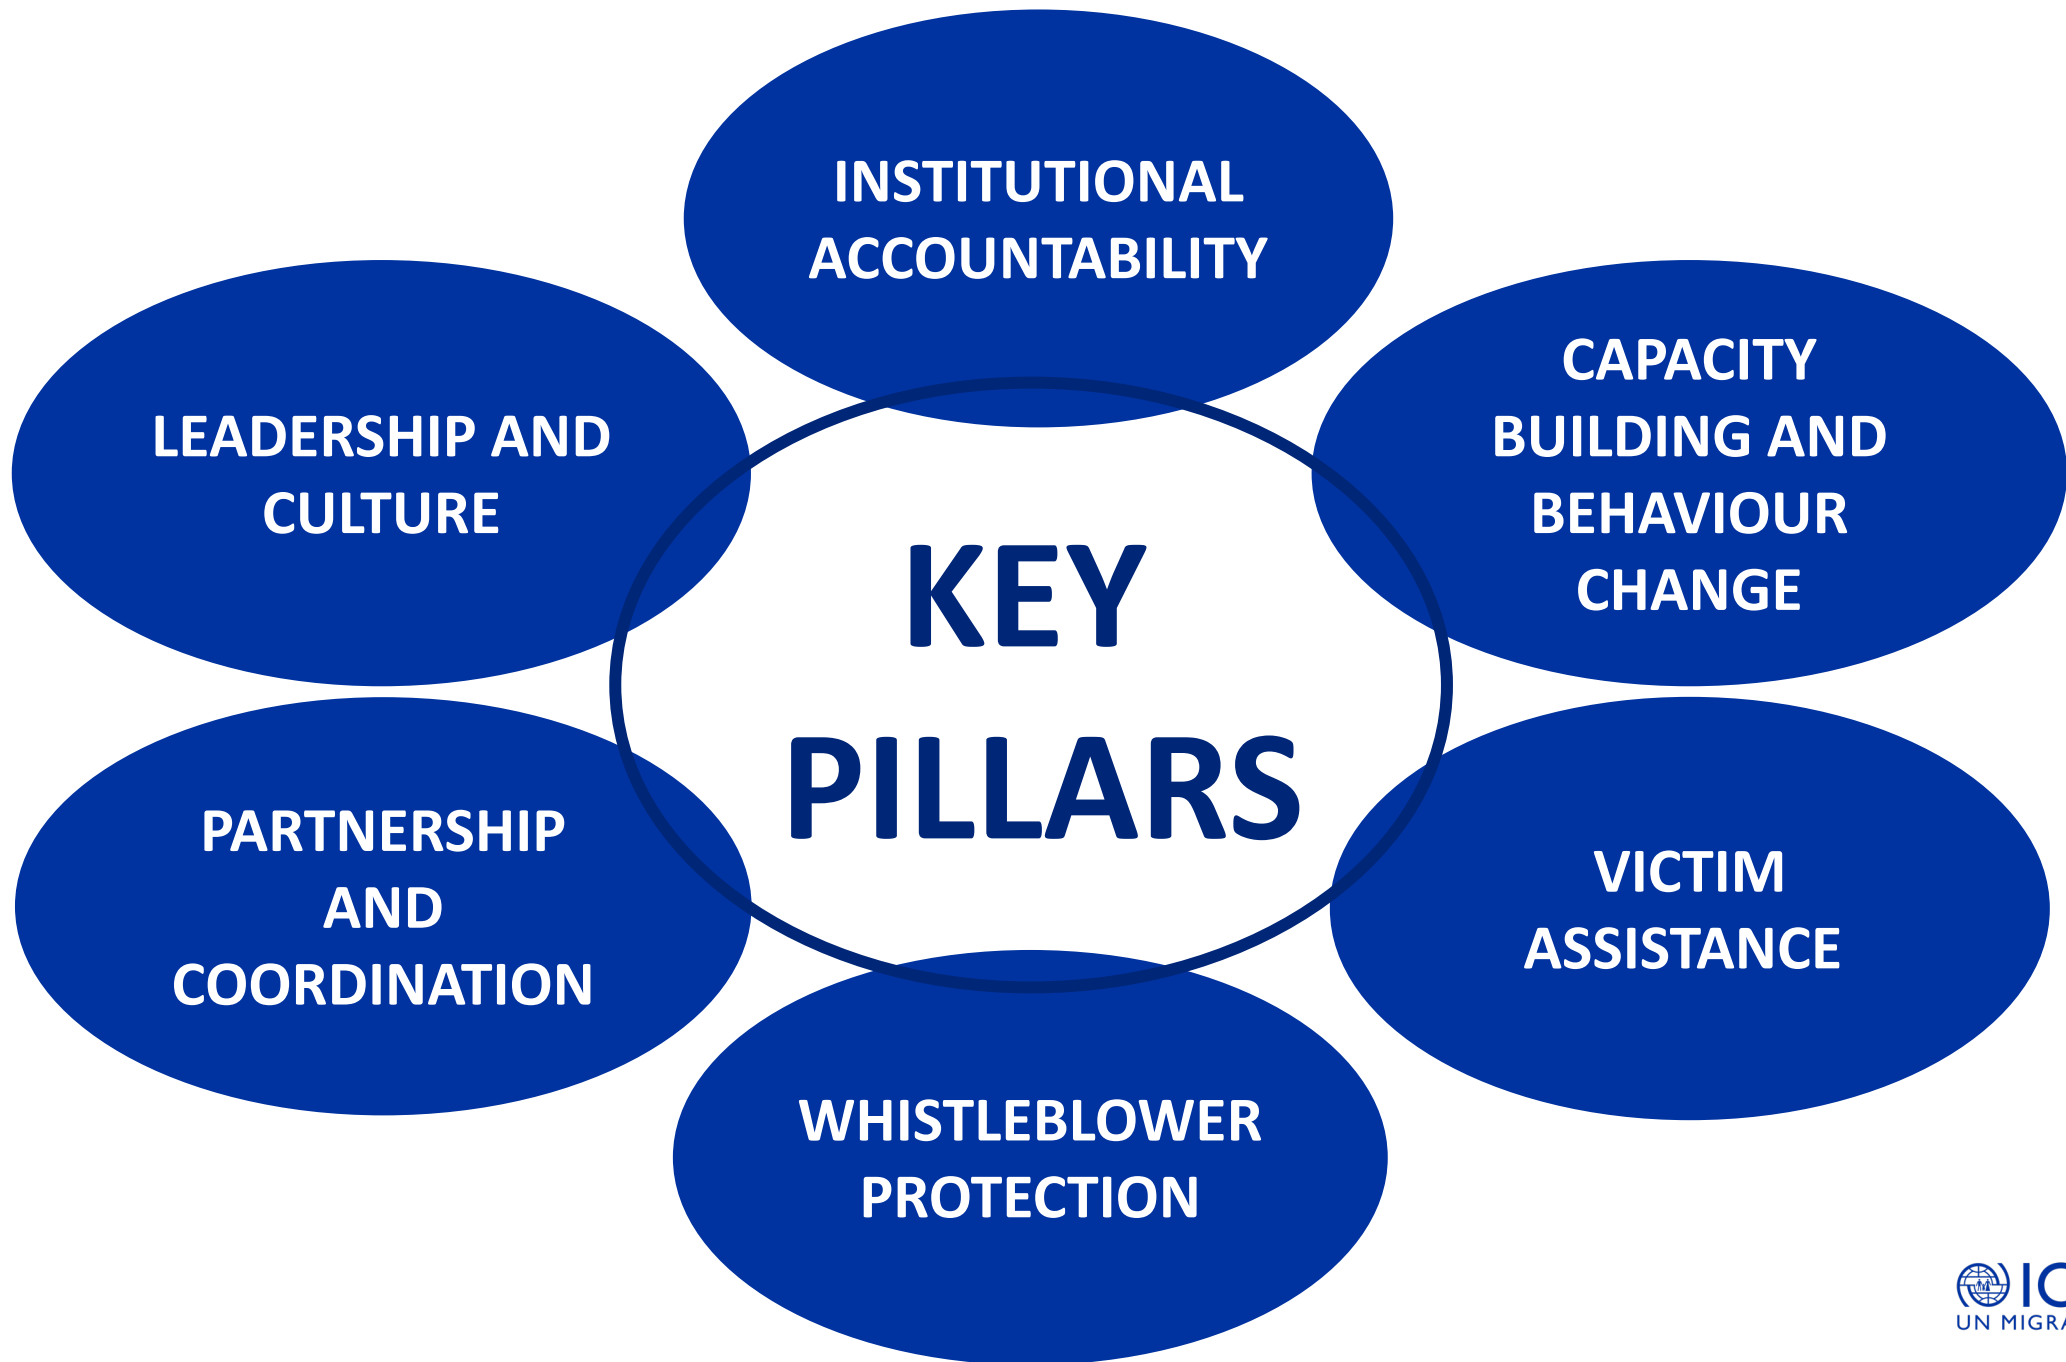 INSTITUTIONAL
ACCOUNTABILITY
CAPACITY
BUILDING AND
BEHAVIOUR
CHANGE
LEADERSHIP AND
CULTURE
KEY
PILLARS
PARTNERSHIP
AND
COORDINATION
VICTIM
ASSISTANCE
WHISTLEBLOWER
PROTECTION
UN